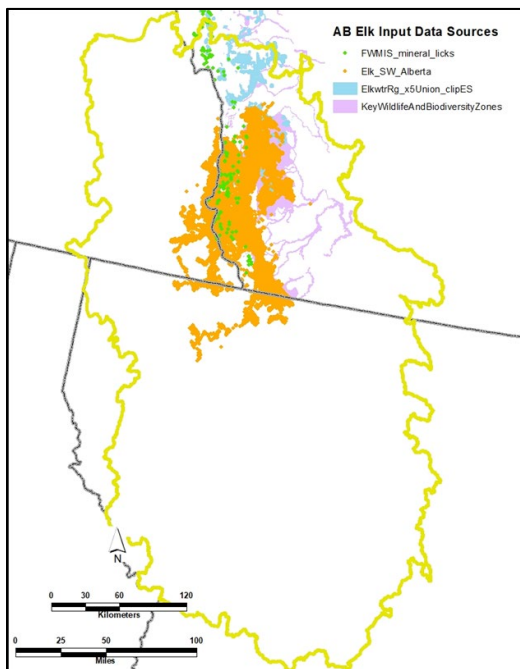 AB Elk Input Data Sources
FWMIS_mineral_licks
Elk_SW_Alberta
ElkwtrRg_x5Union_clipES
KeyWildlifeAndBiodiversityZones
N
0 30 60 120
Kilometers
0 25 50 100
Miles